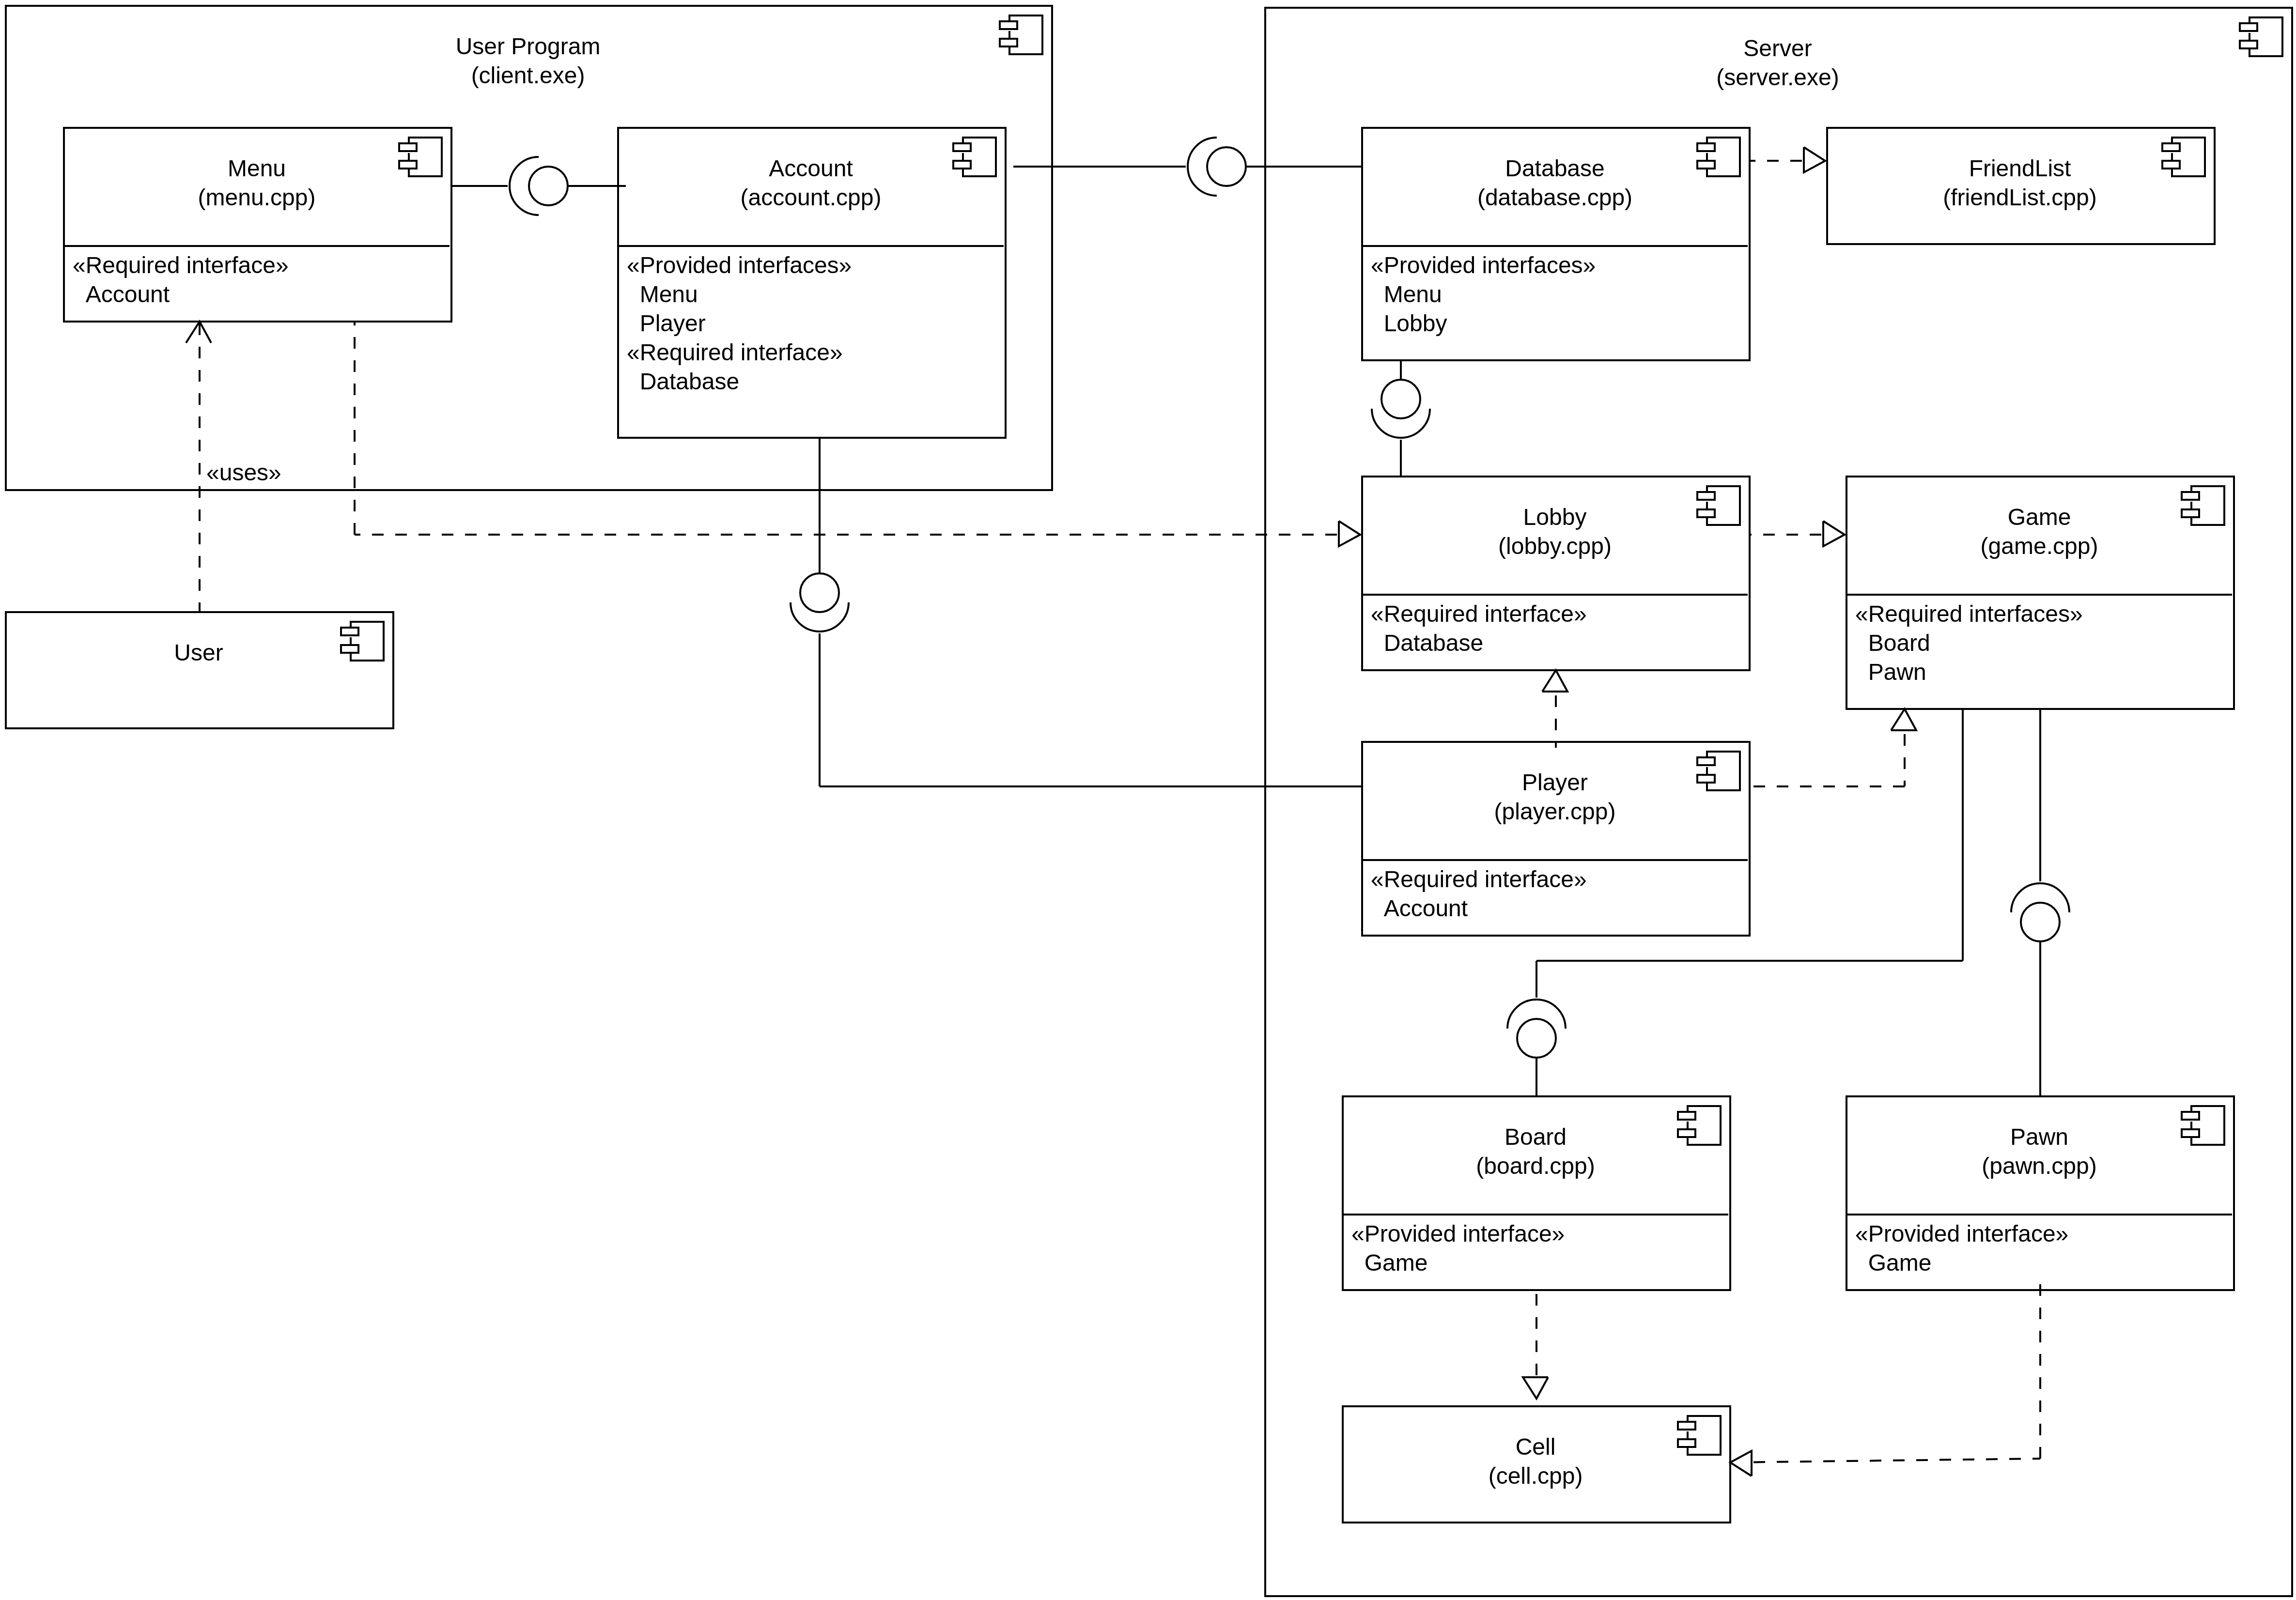 User Program
(client.exe)
Menu
(menu.cpp)
«Required interface»
Account
Account
(account.cpp)
«Provided interfaces»
Menu
Player
«Required interface»
Database
«uses»
User
Server
(server.exe)
Database
(database.cpp)
«Provided interfaces»
Menu
Lobby
FriendList
(friendList.cpp)
Lobby
(lobby.cpp)
«Required interface»
Database
Game
(game.cpp)
«Required interfaces»
Board
Pawn
Player
(player.cpp)
«Required interface»
Account
Board
(board.cpp)
«Provided interface»
Game
Pawn
(pawn.cpp)
«Provided interface»
Game
Cell
(cell.cpp)